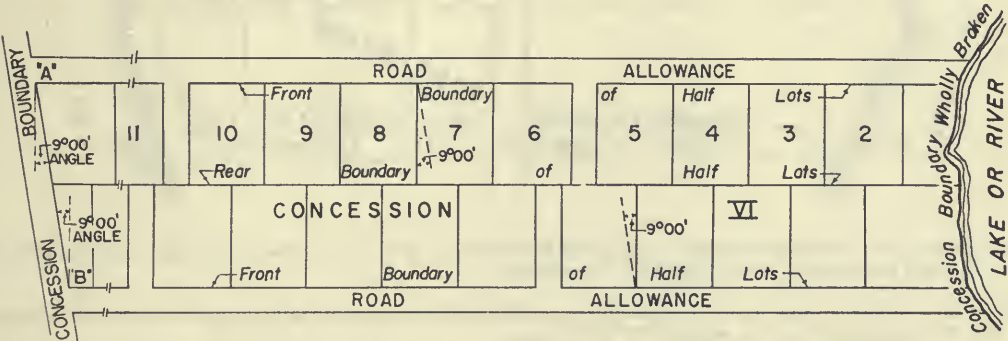 ROAD ALLOWANCE
BOUNDARY
"A"
Front Boundary of Half Lots
11 10 9 8 7 6 5 4 3 2
9°00' ANGLE
9°00'
Rear Boundary of Half Lots
CONCESSION VI
9°00' ANGLE
9°00'
"B"
Front Boundary of Half Lots
CONCESSION
ROAD ALLOWANCE
Concession Boundary Wholly Broken
LAKE OR RIVER